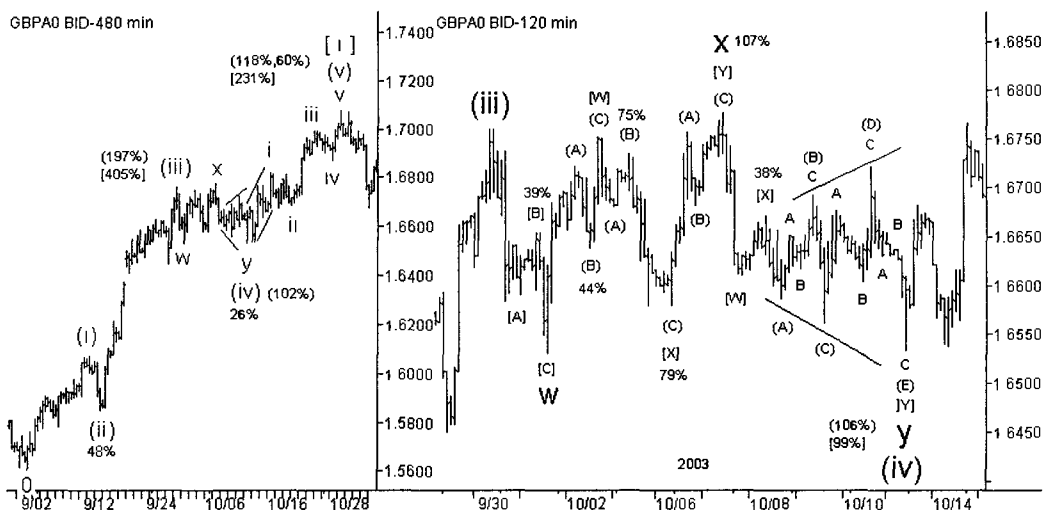 GBPA0 BID-480 min
1.7400
1.7200
1.7000
1.6800
1.6600
1.6400
1.6200
1.6000
1.5800
1.5600
[I]
(v)
v
(118%,60%)
[231%]
iii
iv
i
ii
(197%)
[405%]
(iii)
x
w
y
(iv) (102%)
26%
(I)
(ii)
48%
0
9/02 9/12 9/24 10/06 10/16 10/28
GBPA0 BID-120 min
1.6850
1.6800
1.6750
1.6700
1.6650
1.6600
1.6550
1.6500
1.6450
X 107%
[Y]
(C)
(iii)
[W]
(C)
75%
(B)
(A)
39%
[B]
(A)
(B)
44%
[A]
[C]
W
(A)
(B)
(C)
[X]
79%
[W]
38%
[X]
A
B
(A)
(B)
C
A
B
(C)
(D)
C
B
A
C
(E)
[Y]
(106%)
[99%]
y
(iv)
2003
9/30 10/02 10/06 10/08 10/10 10/14